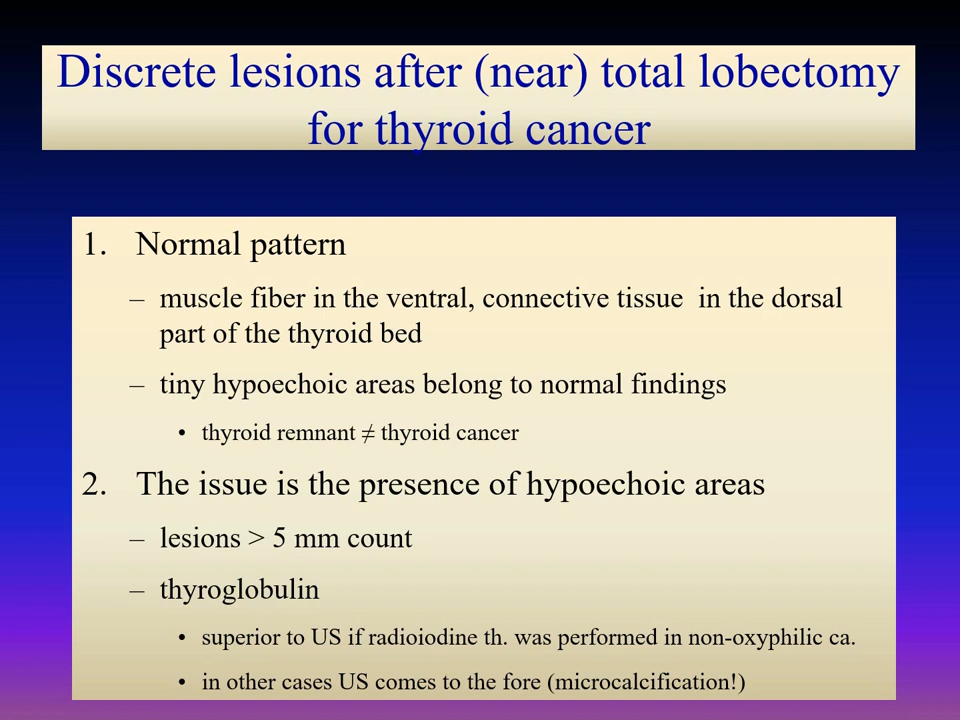 Discrete lesions after (near) total lobectomy
for thyroid cancer
1. Normal pattern
– muscle fiber in the ventral, connective tissue in the dorsal
part of the thyroid bed
– tiny hypoechoic areas belong to normal findings
• thyroid remnant ≠ thyroid cancer
2. The issue is the presence of hypoechoic areas
– lesions > 5 mm count
– thyroglobulin
• superior to US if radioiodine th. was performed in non-oxyphilic ca.
• in other cases US comes to the fore (microcalcification!)